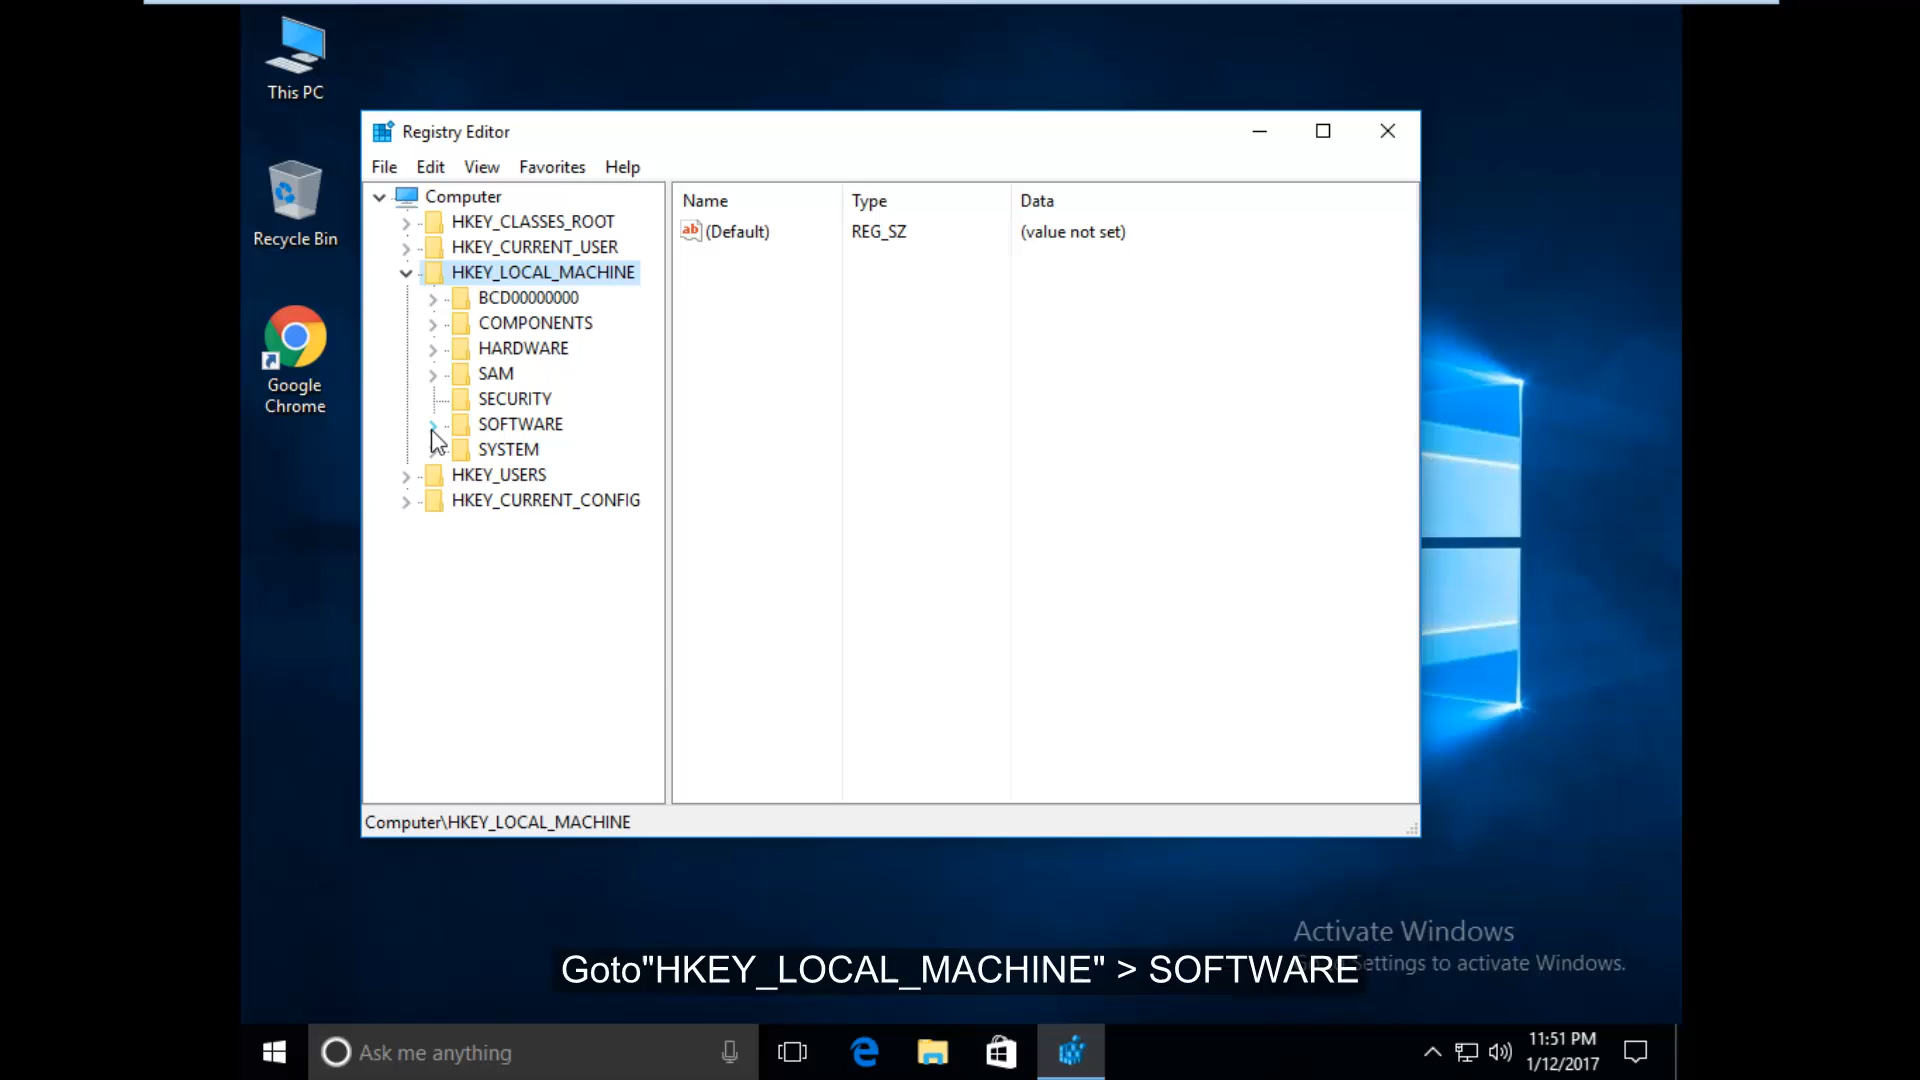 This PC
Recycle Bin
Google
Chrome
Registry Editor
File Edit View Favorites Help
Computer
HKEY_CLASSES_ROOT
HKEY_CURRENT_USER
HKEY_LOCAL_MACHINE
BCD00000000
COMPONENTS
HARDWARE
SAM
SECURITY
SOFTWARE
SYSTEM
HKEY_USERS
HKEY_CURRENT_CONFIG
Name Type Data
ab (Default) REG_SZ (value not set)
Computer\HKEY_LOCAL_MACHINE
Activate Windows
Settings to activate Windows.
Goto"HKEY_LOCAL_MACHINE" > SOFTWARE
Ask me anything
11:51 PM
1/12/2017